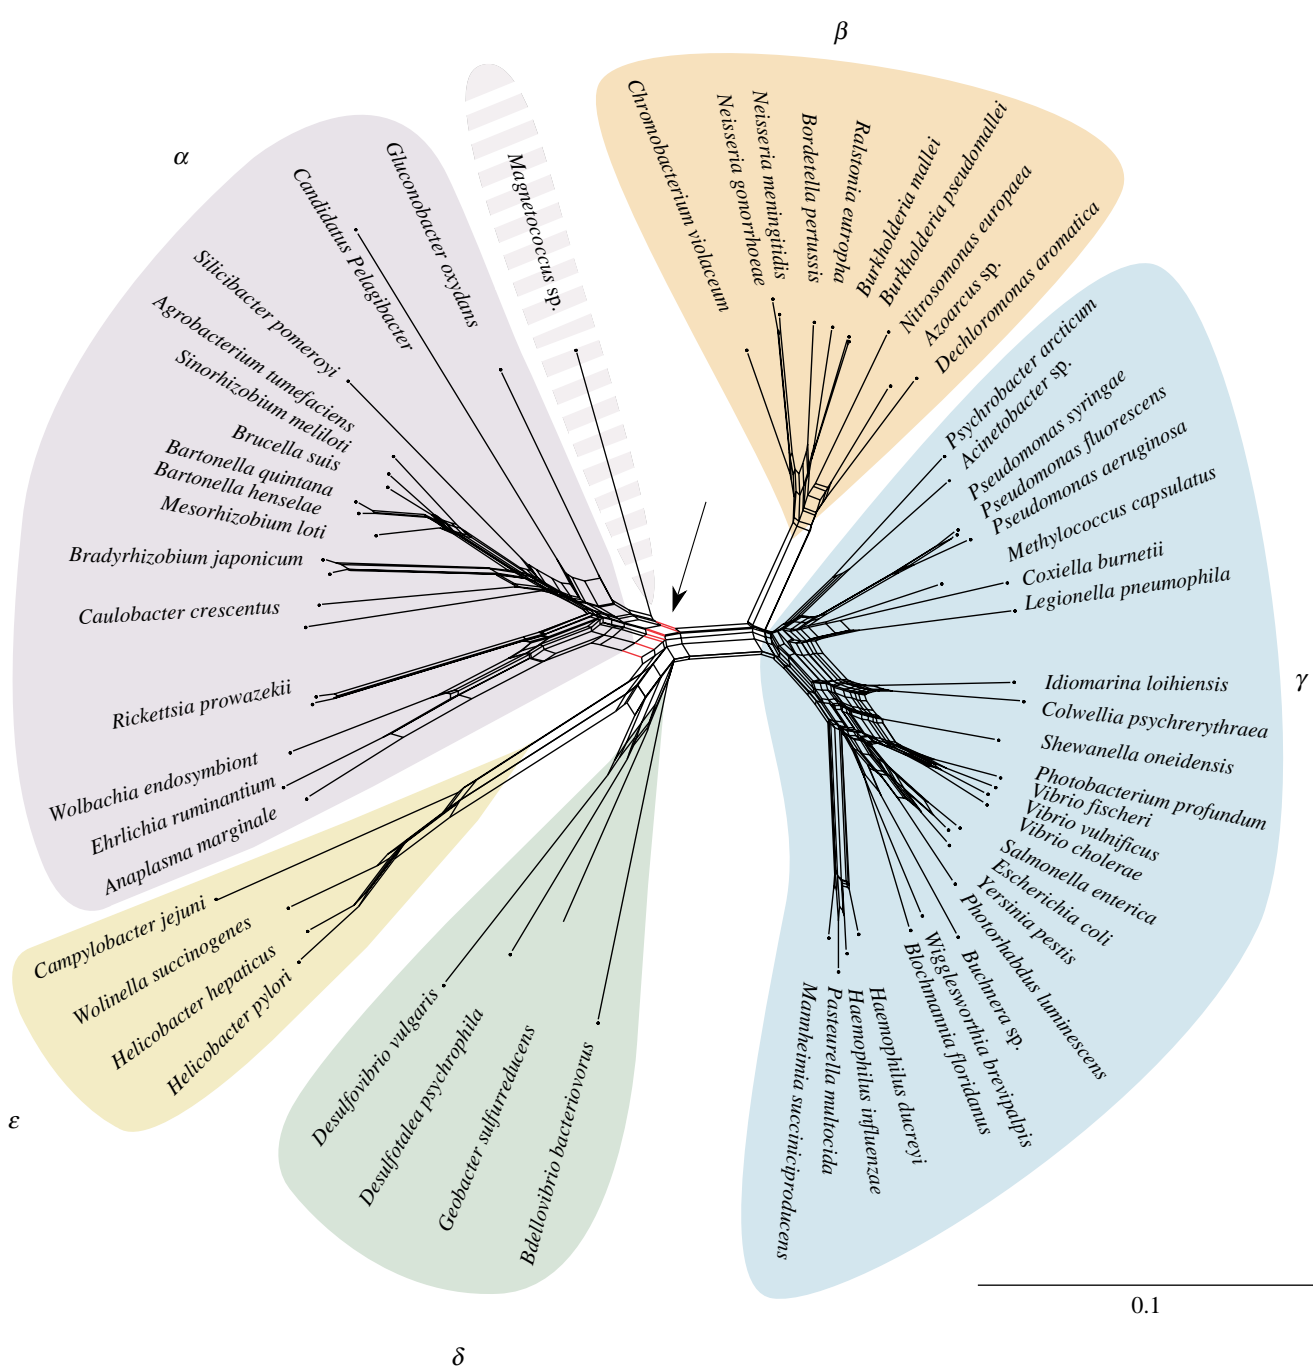 β
α
Gluconobacter oxydans
Candidatus Pelagibacter
Silicibacter pomeroyi
Agrobacterium tumefaciens
Sinorhizobium meliloti
Brucella suis
Bartonella quintana
Bartonella henselae
Mesorhizobium loti
Bradyrhizobium japonicum
Caulobacter crescentus
Rickettsia prowazekii
Wolbachia endosymbiont
Ehrlichia ruminantium
Anaplasma marginale
Magnetococcus sp.
Chromobacterium violaceum
Neisseria gonorrhoeae
Neisseria meningitidis
Bordetella pertussis
Ralstonia eutropha
Burkholderia mallei
Burkholderia pseudomallei
Nitrosomonas europaea
Azoarcus sp.
Dechloromonas aromatica
Psychrobacter arcticum
Acinetobacter sp.
Pseudomonas syringae
Pseudomonas fluorescens
Pseudomonas aeruginosa
Methylococcus capsulatus
Coxiella burnetii
Legionella pneumophila
γ
Idiomarina loihiensis
Colwellia psychrerythraea
Shewanella oneidensis
Photobacterium profundum
Vibrio fischeri
Vibrio vulnificus
Vibrio cholerae
Salmonella enterica
Escherichia coli
Yersinia pestis
Photorhabdus luminescens
Buchnera sp.
Wigglesworthia brevipalpis
Blochmannia floridanus
Haemophilus ducreyi
Haemophilus influenzae
Pasteurella multocida
Mannheimia succiniciproducens
Campylobacter jejuni
Wolinella succinogenes
Helicobacter hepaticus
Helicobacter pylori
ε
Desulfovibrio vulgaris
Desulfotalea psychrophila
Geobacter sulfurreducens
Bdellovibrio bacteriovorus
δ
0.1